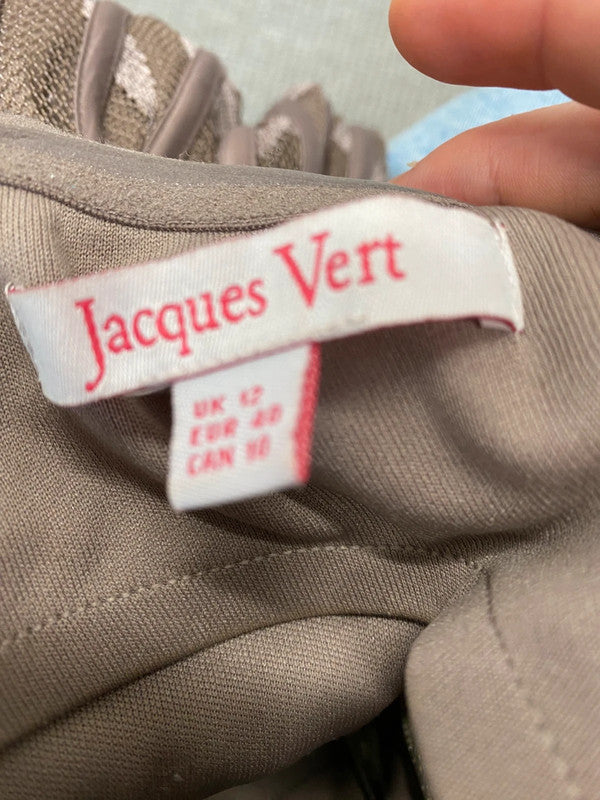 Jacques Vert
UK 12
EUR 40
CAN 10